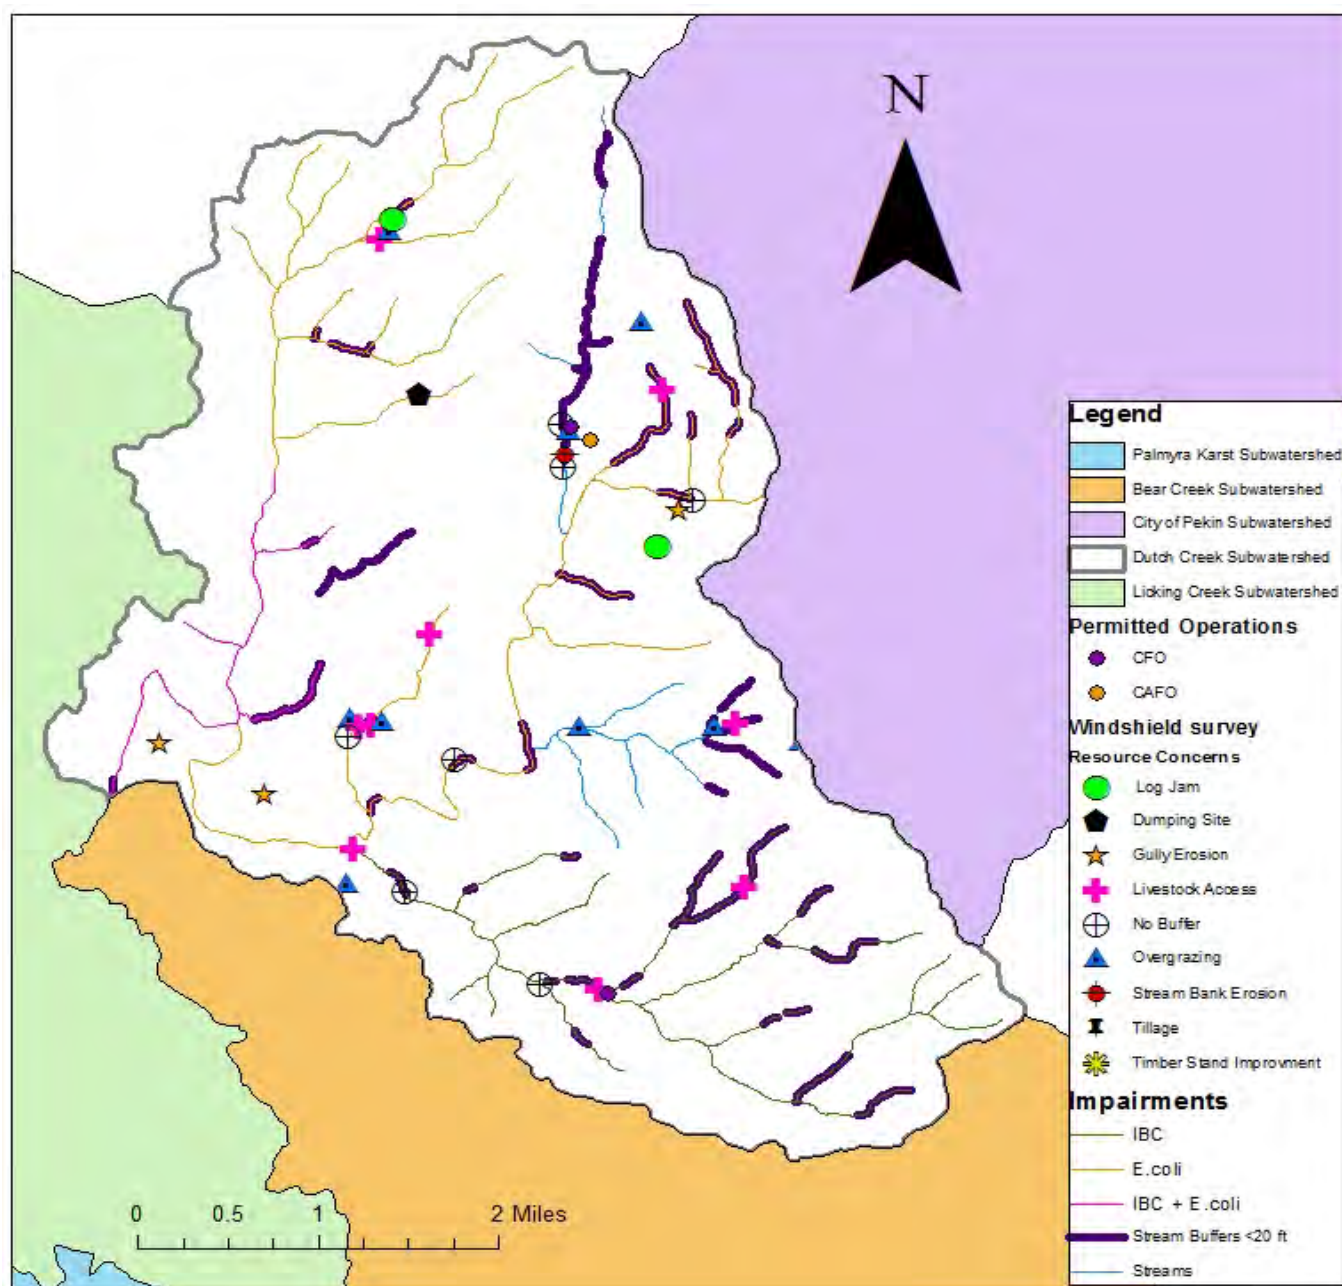 N
Legend
Palmyra Karst Subwatershed
Bear Creek Subwatershed
City of Pekin Subwatershed
Dutch Creek Subwatershed
Licking Creek Subwatershed
Permitted Operations
CFO
CAFO
Windshield survey
Resource Concerns
Log Jam
Dumping Site
Gully Erosion
Livestock Access
No Buffer
Overgrazing
Stream Bank Erosion
Tillage
Timber Stand Improvment
Impairments
IBC
E.coli
IBC + E.coli
Stream Buffers <20 ft
Streams
0 0.5 1 2 Miles